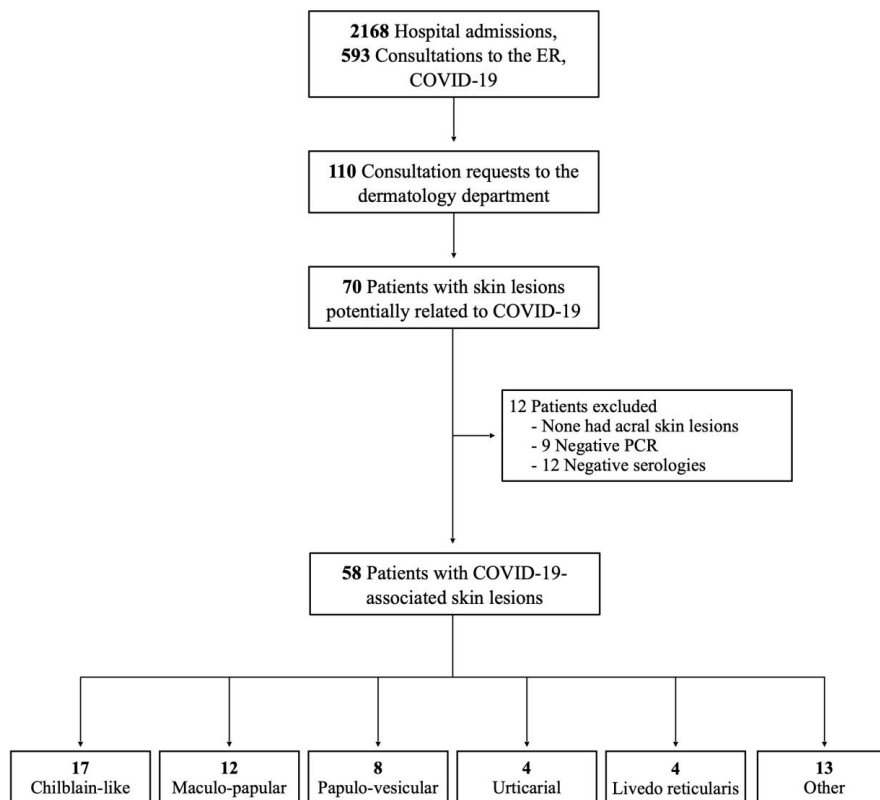 2168 Hospital admissions,
593 Consultations to the ER,
COVID-19
110 Consultation requests to the
dermatology department
70 Patients with skin lesions
potentially related to COVID-19
12 Patients excluded
- None had acral skin lesions
- 9 Negative PCR
- 12 Negative serologies
58 Patients with COVID-19-
associated skin lesions
17
Chilblain-like
12
Maculo-papular
8
Papulo-vesicular
4
Urticarial
4
Livedo reticularis
13
Other